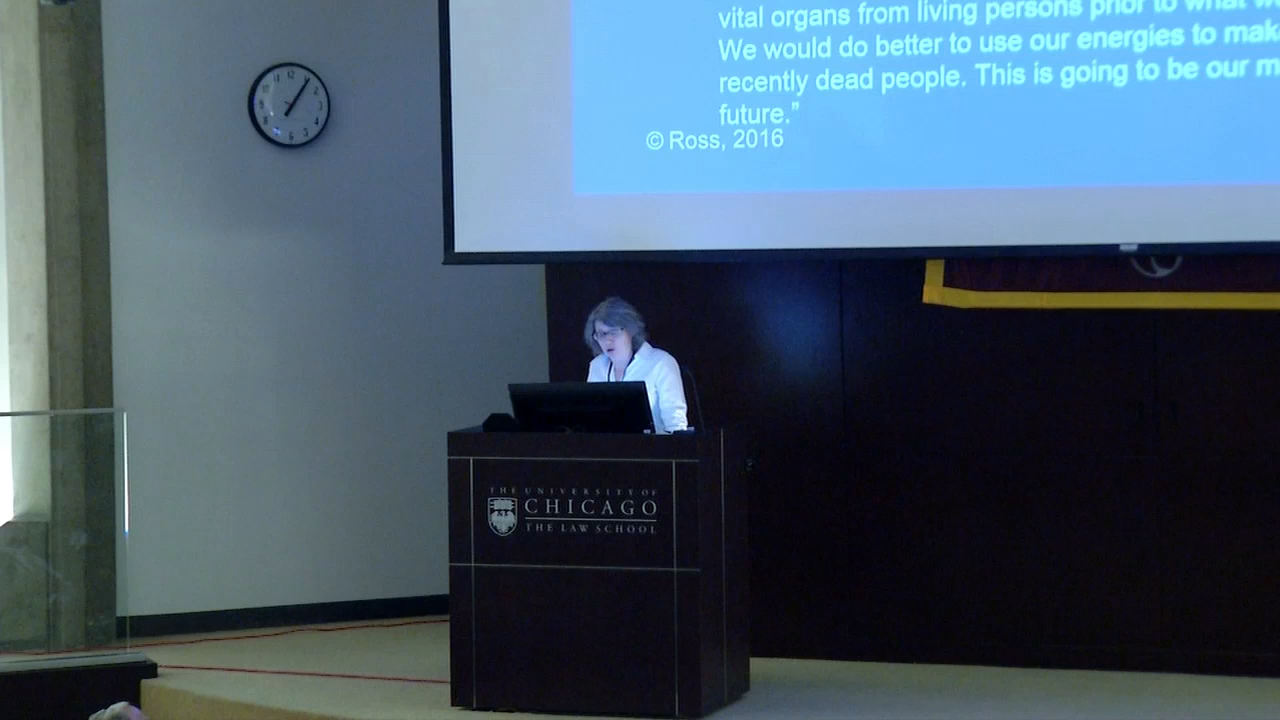 vital organs from living persons prior to what w
We would do better to use our energies to mak
recently dead people. This is going to be our m
future.”
© Ross, 2016
THE UNIVERSITY OF
CHICAGO
THE LAW SCHOOL